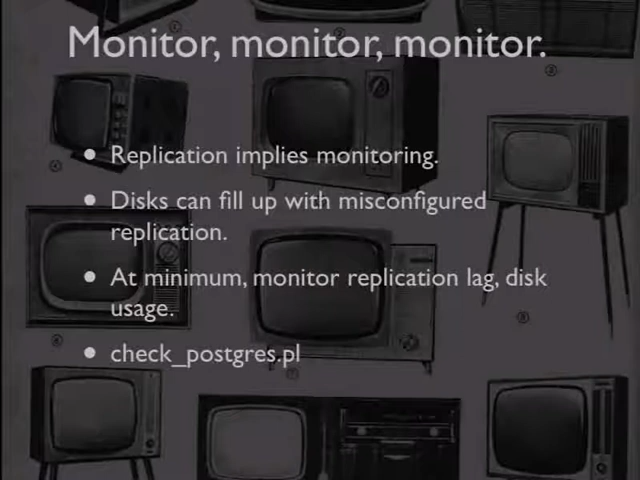 Monitor, monitor, monitor.
• Replication implies monitoring.
• Disks can fill up with misconfigured
replication.
• At minimum, monitor replication lag, disk
usage.
• check_postgres.pl